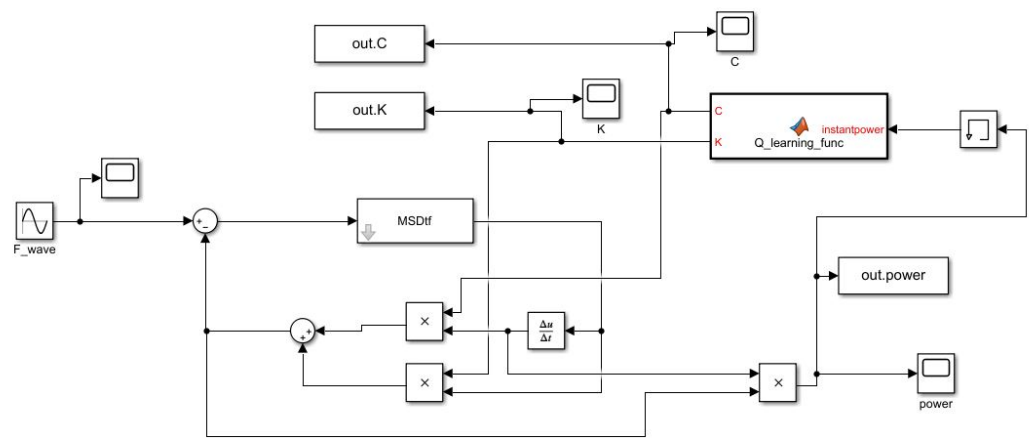 out.C
C
out.K
K
C
instantpower
K
Q_learning_func
F_wave
+
−
MSDtf
out.power
×
Δu
Δt
+
+
×
×
power